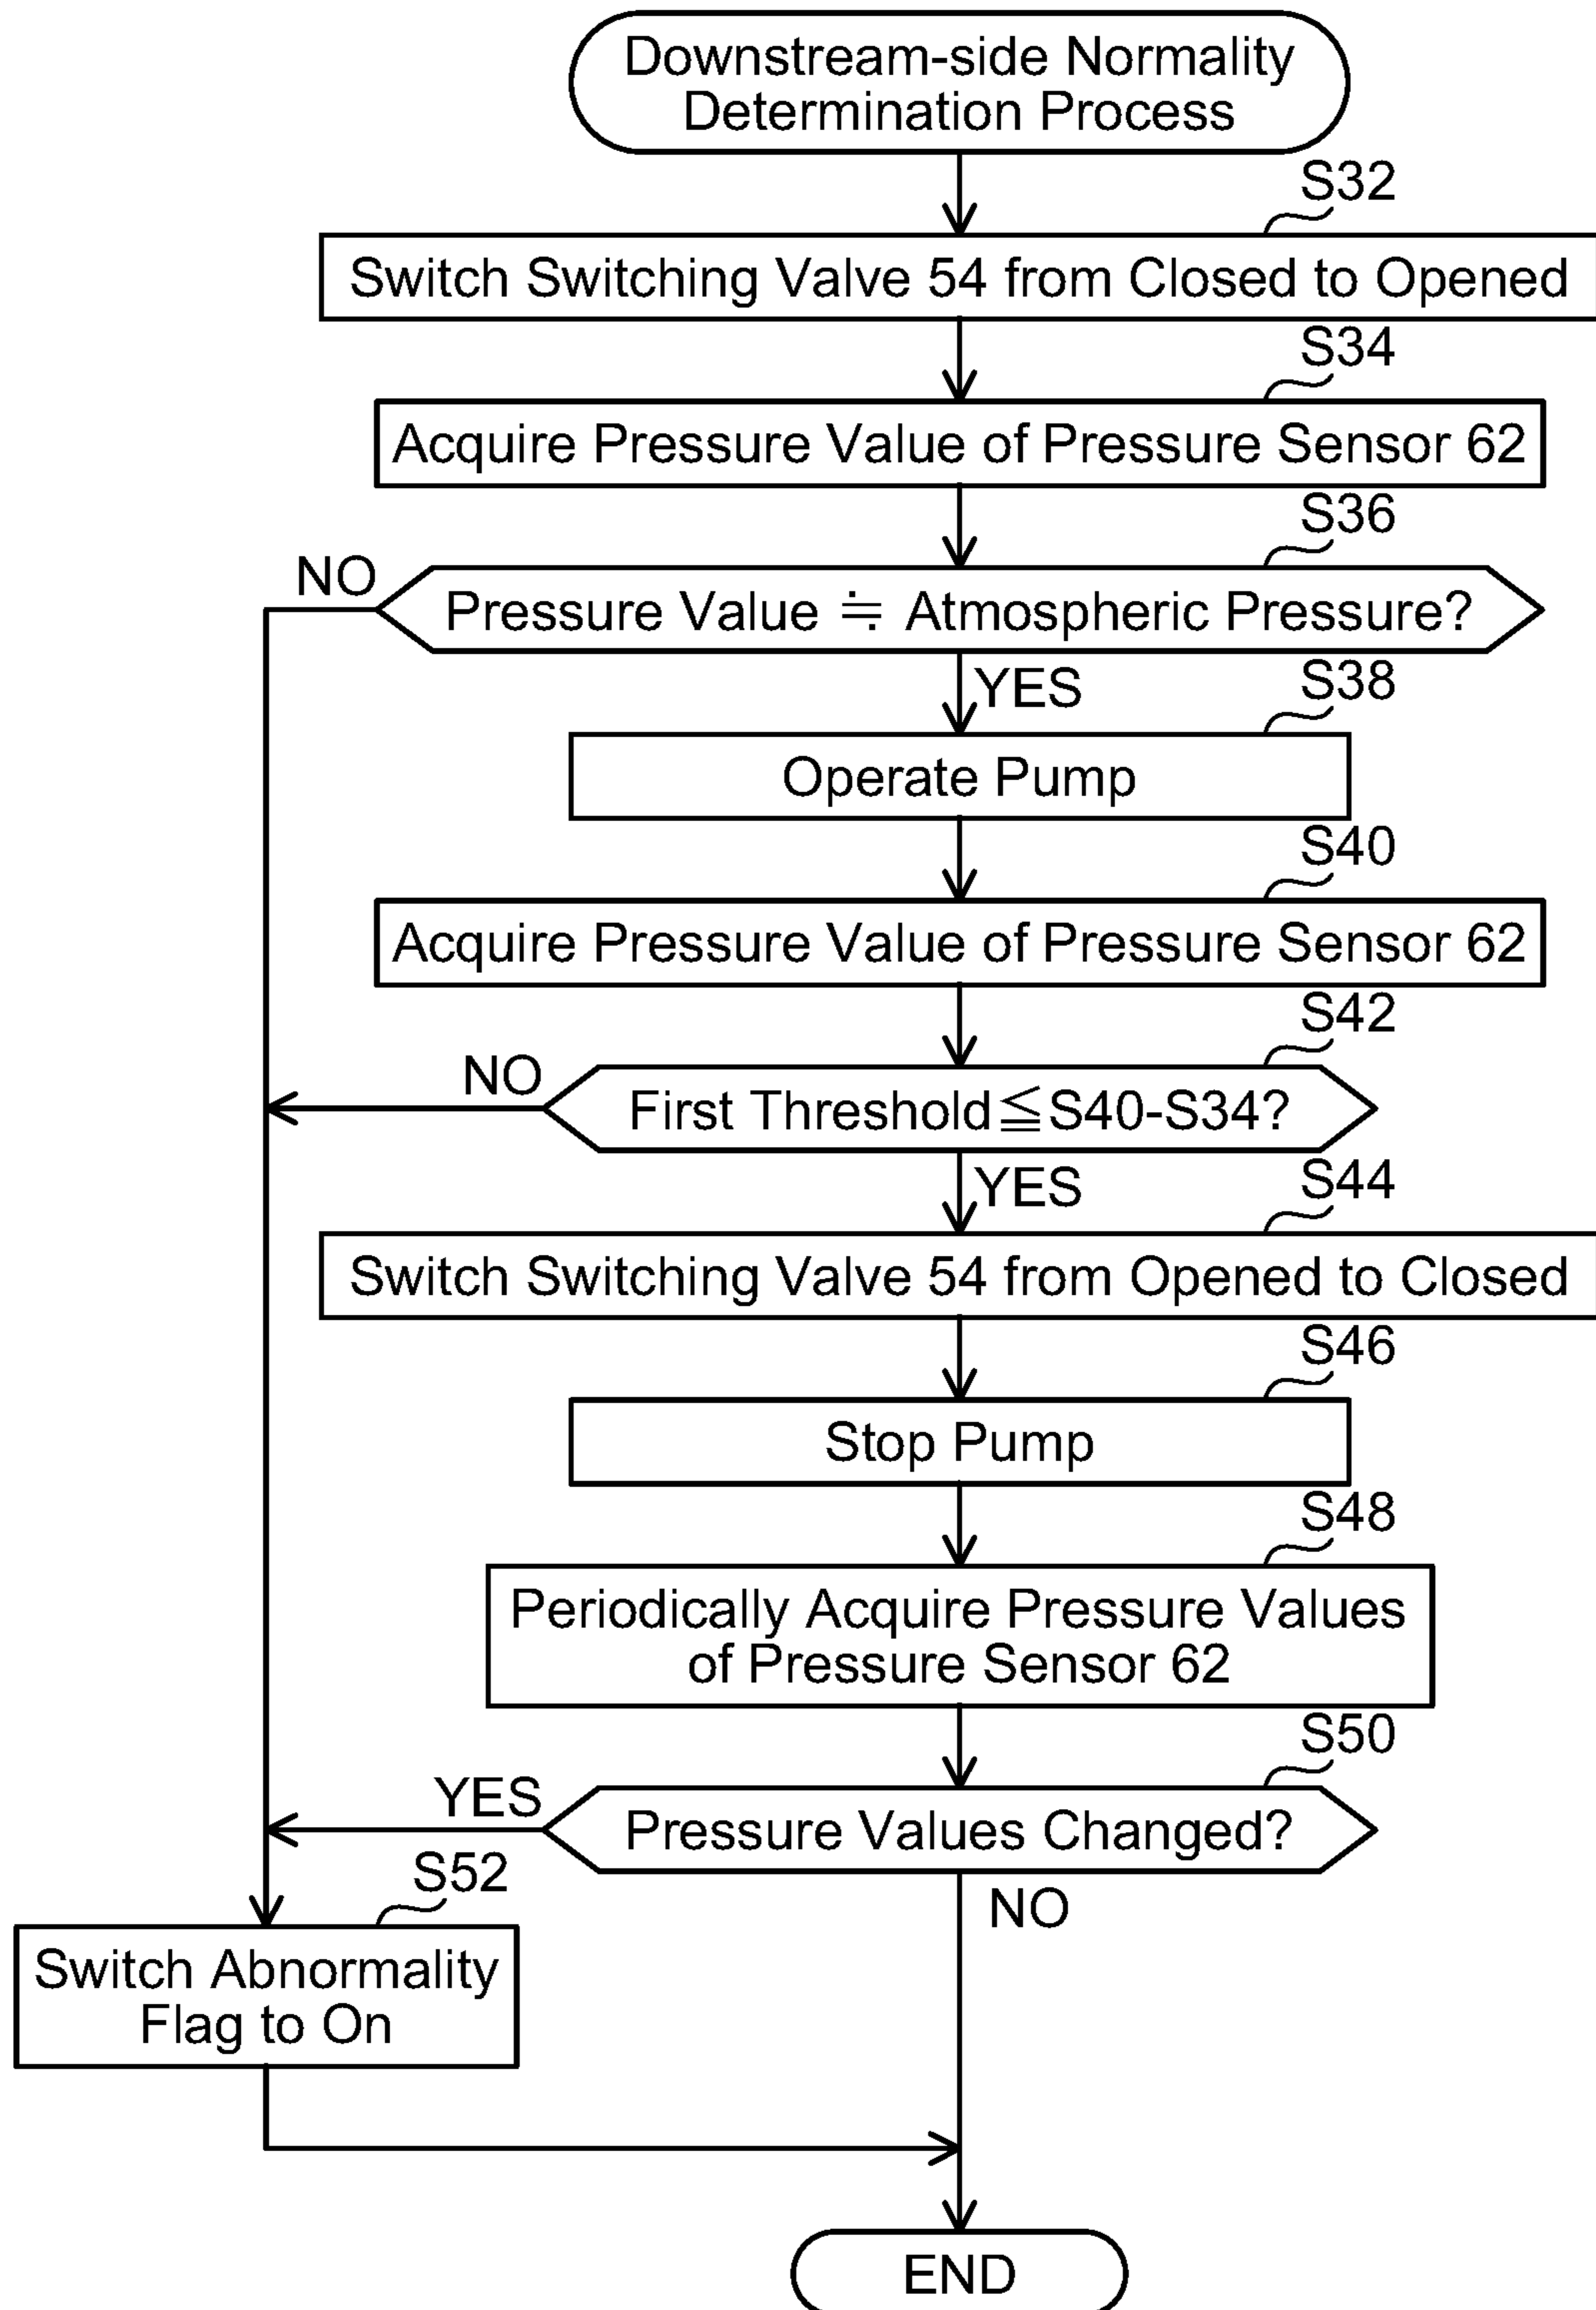 Downstream-side Normality
Determination Process
S32
Switch Switching Valve 54 from Closed to Opened
S34
Acquire Pressure Value of Pressure Sensor 62
S36
NO
Pressure Value ≒ Atmospheric Pressure?
YES
S38
Operate Pump
S40
Acquire Pressure Value of Pressure Sensor 62
S42
NO
First Threshold≦S40-S34?
YES
S44
Switch Switching Valve 54 from Opened to Closed
S46
Stop Pump
S48
Periodically Acquire Pressure Values
of Pressure Sensor 62
S50
YES
Pressure Values Changed?
NO
S52
Switch Abnormality
Flag to On
END